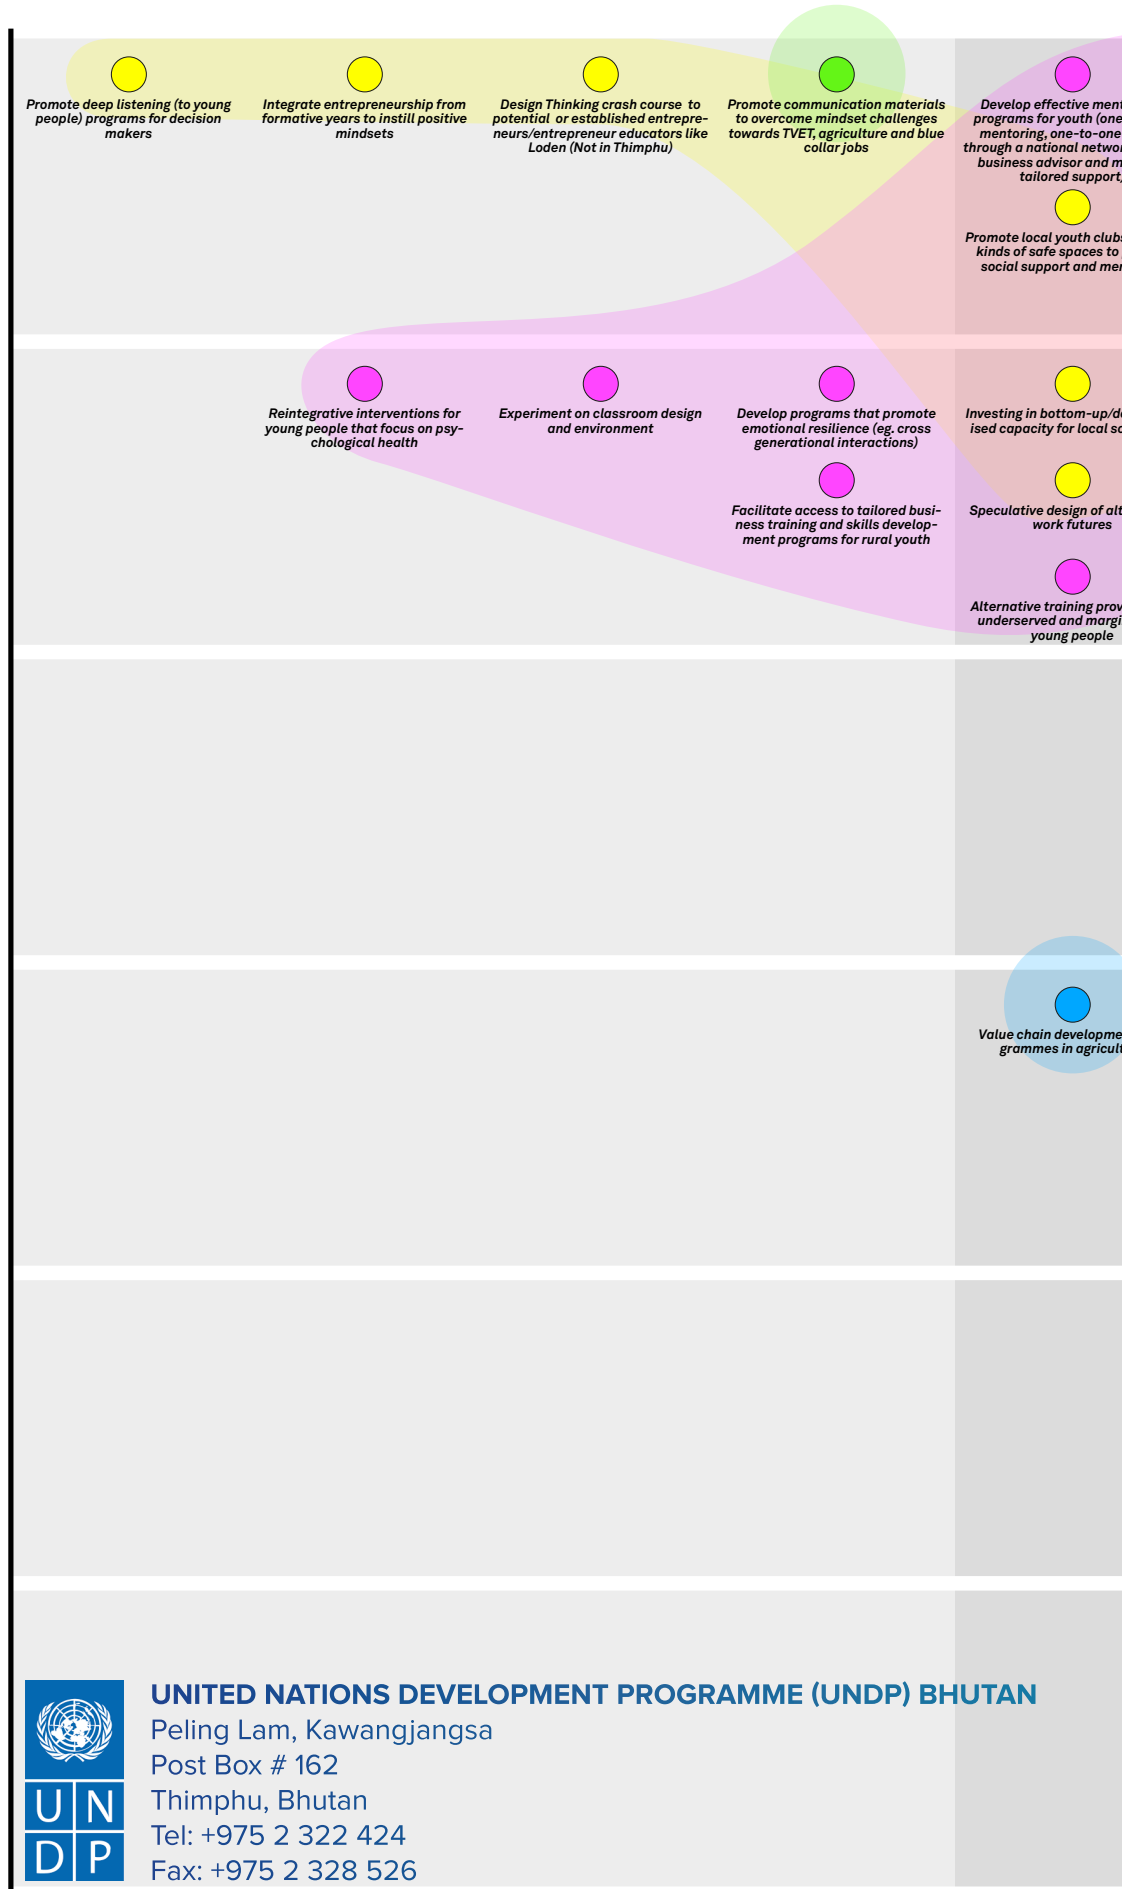 Promote deep listening (to young
people) programs for decision
makers
Integrate entrepreneurship from
formative years to instill positive
mindsets
Design Thinking crash course to
potential or established entrepre-
neurs/entrepreneur educators like
Loden (Not in Thimphu)
Promote communication materials
to overcome mindset challenges
towards TVET, agriculture and blue
collar jobs
Develop effective ment
programs for youth (one
mentoring, one-to-one
through a national networ
business advisor and m
tailored support
Promote local youth clubs
kinds of safe spaces to
social support and mer
Reintegrative interventions for
young people that focus on psy-
chological health
Experiment on classroom design
and environment
Develop programs that promote
emotional resilience (eg. cross
generational interactions)
Facilitate access to tailored busi-
ness training and skills develop-
ment programs for rural youth
Investing in bottom-up/de
ised capacity for local so
Speculative design of alt
work futures
Alternative training prov
underserved and margi
young people
Value chain developme
grammes in agricult
UNITED NATIONS DEVELOPMENT PROGRAMME (UNDP) BHUTAN
Peling Lam, Kawangjangsa
Post Box # 162
Thimphu, Bhutan
Tel: +975 2 322 424
Fax: +975 2 328 526
U N
D P